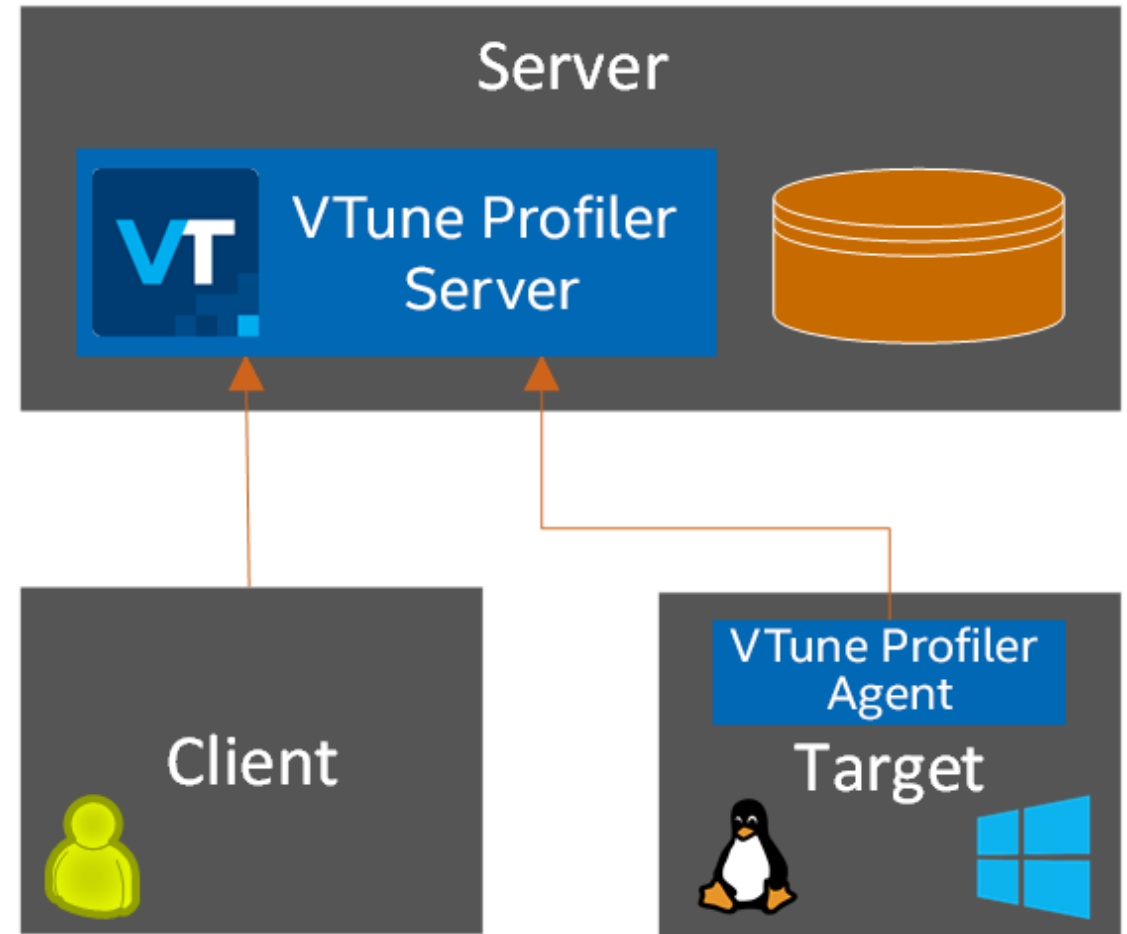 Server
VT
VTune Profiler
Server
Client
VTune Profiler
Agent
Target